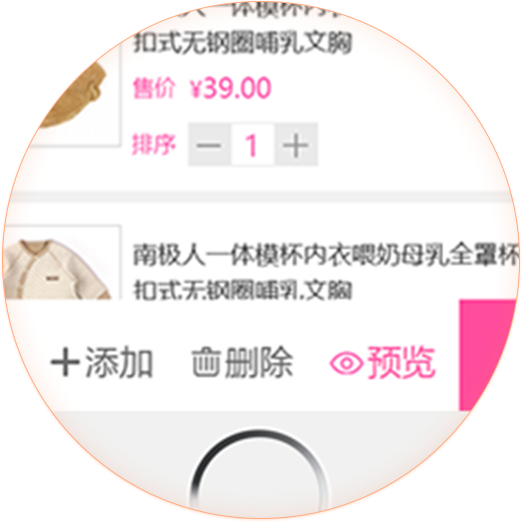 扣式无钢圈哺乳文胸
售价 ¥39.00
排序 — 1 +
南极人一体模杯内衣喂奶母乳全罩杯
扣式无钢圈哺乳文胸
+添加 删除 预览